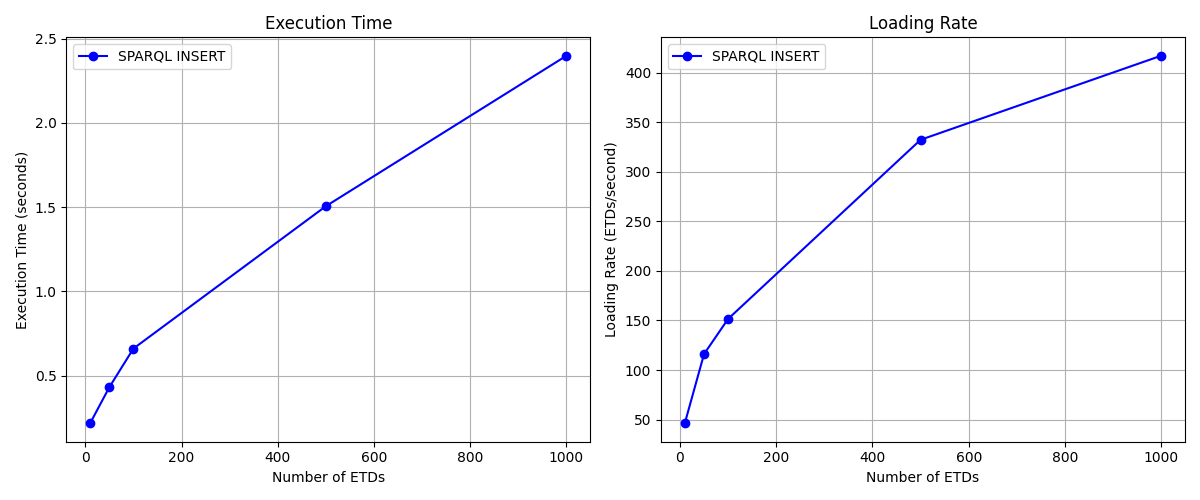 Execution Time
SPARQL INSERT
2.5
2.0
1.5
1.0
0.5
Execution Time (seconds)
0 200 400 600 800 1000
Number of ETDs
Loading Rate
SPARQL INSERT
400
350
300
250
200
150
100
50
Loading Rate (ETDs/second)
0 200 400 600 800 1000
Number of ETDs